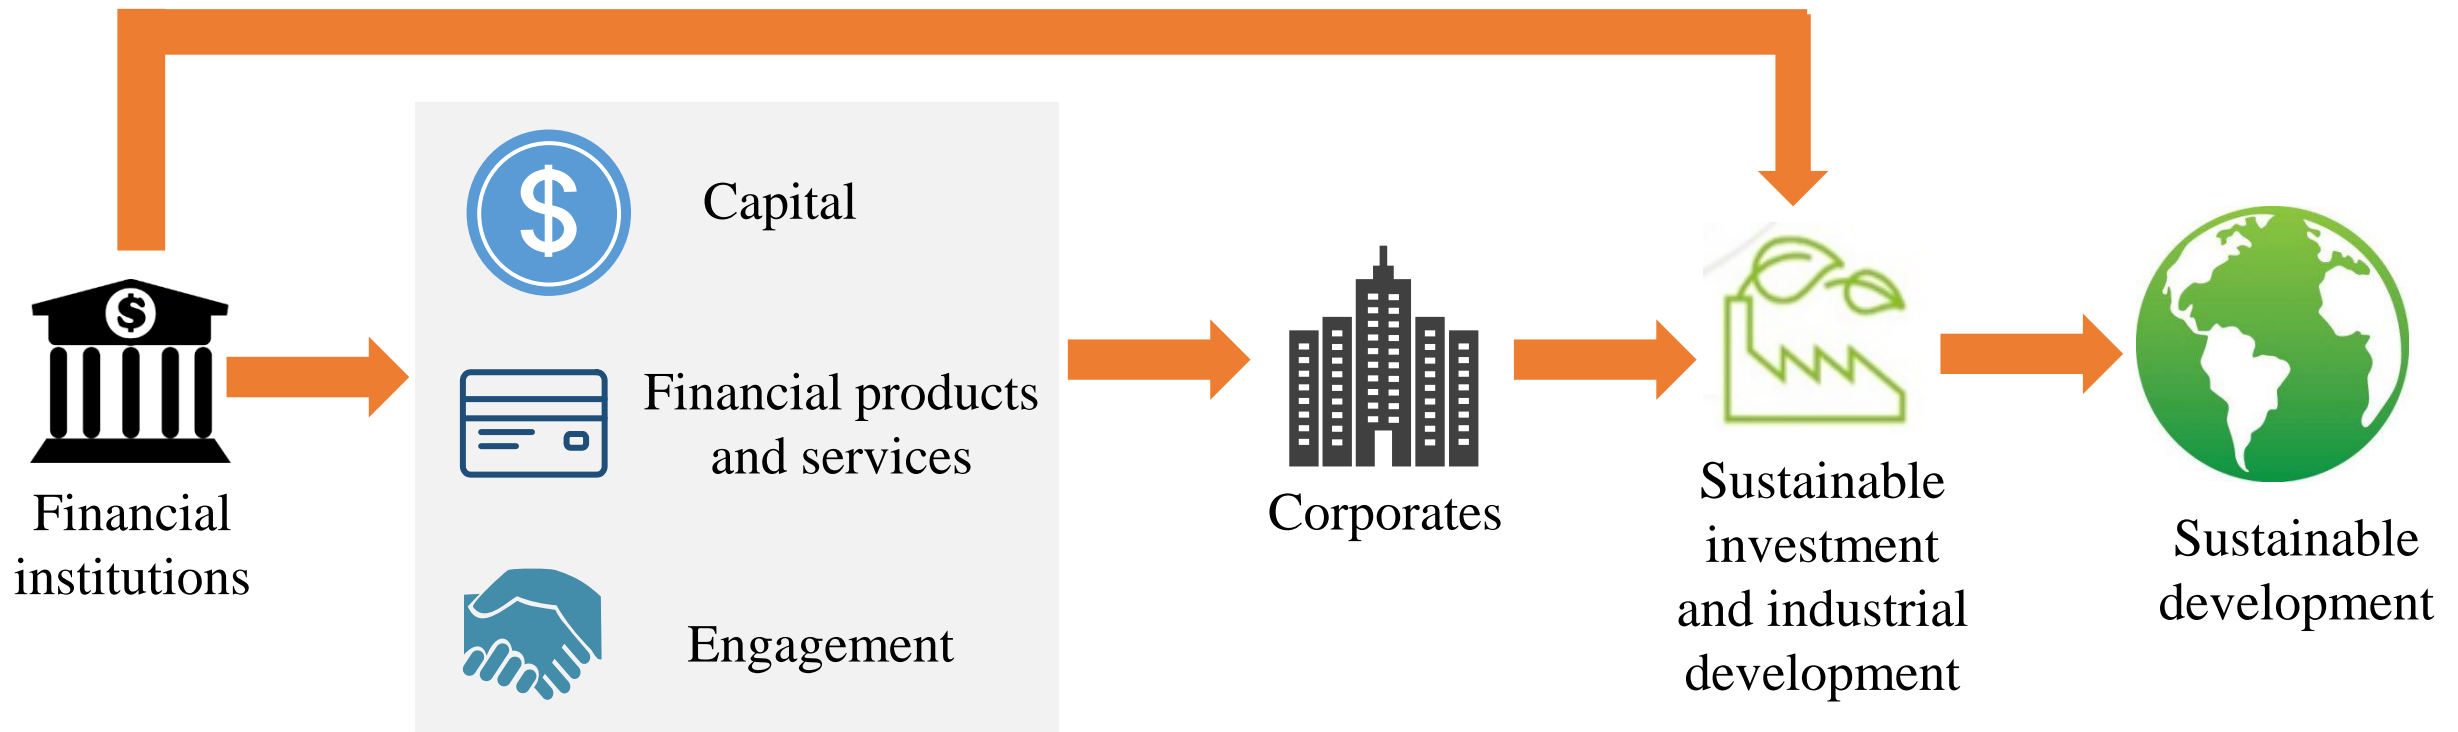 Financial
institutions
$
$
Capital
Financial products
and services
Engagement
Corporates
Sustainable
investment
and industrial
development
Sustainable
development